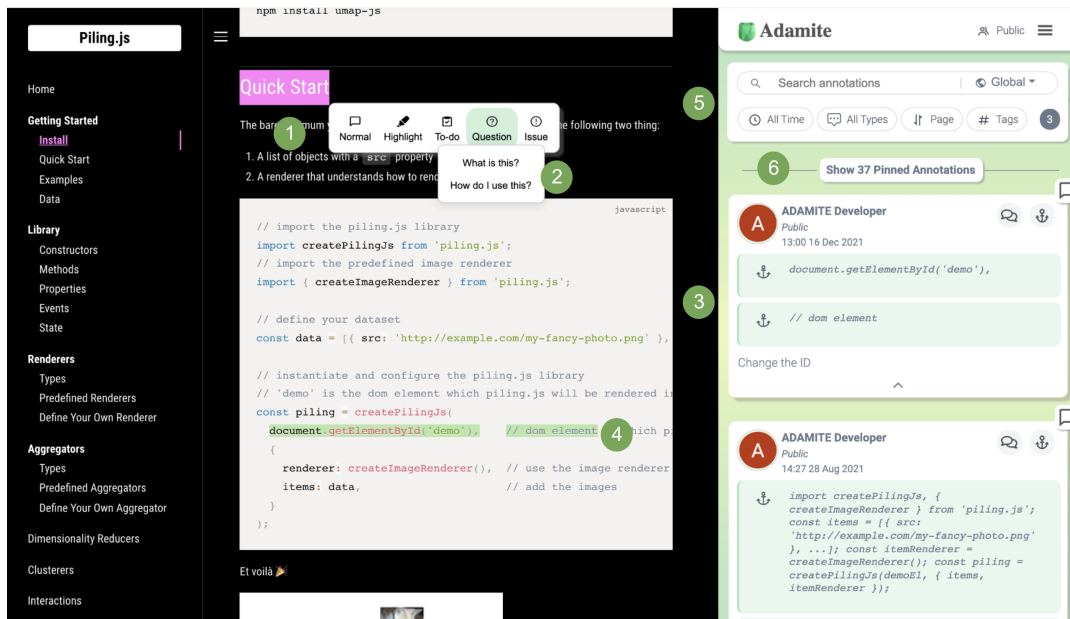 Piling.js
Home
Getting Started
Install
Quick Start
Examples
Data
Library
Constructors
Methods
Properties
Events
State
Renderers
Types
Predefined Renderers
Define Your Own Renderer
Aggregators
Types
Predefined Aggregators
Define Your Own Aggregator
Dimensionality Reducers
Clusterers
Interactions
npm install umap-js
Quick Start
The bare
mum y
e following two thing:
1
Normal
Highlight
To-do
Question
Issue
1. A list of objects with a src property
2. A renderer that understands how to rend
What is this?
How do I use this?
2
javascript
// import the piling.js library
import createPilingJs from 'piling.js';
// import the predefined image renderer
import { createImageRenderer } from 'piling.js';
// define your dataset
const data = [{ src: 'http://example.com/my-fancy-photo.png' },
// instantiate and configure the piling.js library
// 'demo' is the dom element which piling.js will be rendered in
const piling = createPilingJs(
document.getElementById('demo'), // dom element
4
hich pi
{
renderer: createImageRenderer(), // use the image renderer
items: data, // add the images
}
);
Et voilà 🎉
3
5
Adamite
Public
Search annotations
Global
All Time
All Types
Page
# Tags
3
6
Show 37 Pinned Annotations
A
ADAMITE Developer
Public
13:00 16 Dec 2021
document.getElementById('demo'),
// dom element
Change the ID
A
ADAMITE Developer
Public
14:27 28 Aug 2021
import createPilingJs, {
createImageRenderer } from 'piling.js';
const items = [{ src:
'http://example.com/my-fancy-photo.png'
}, ...]; const itemRenderer =
createImageRenderer(); const piling =
createPilingJs(demoEl, { items,
itemRenderer });